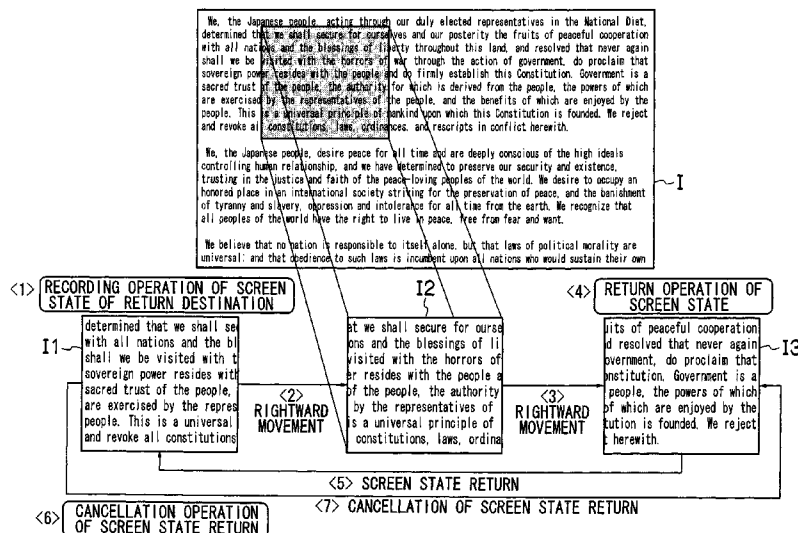 We, the Japanese people, acting through our duly elected representatives in the National Diet,
determined that we shall secure for ourselves and our posterity the fruits of peaceful cooperation
with all nations and the blessings of liberty throughout this land, and resolved that never again
shall we be visited with the horrors of war through the action of government, do proclaim that
sovereign power resides with the people and do firmly establish this Constitution. Government is a
sacred trust of the people, the authority for which is derived from the people, the powers of which
are exercised by the representatives of the people, and the benefits of which are enjoyed by the
people. This is a universal principle of mankind upon which this Constitution is founded. We reject
and revoke al constitutions, laws, ordinances, and rescripts in conflict herewith.
We, the Japanese people, desire peace for all time and are deeply conscious of the high ideals
controlling human relationship, and we have determined to preserve our security and existence,
trusting in the justice and faith of the peace-loving peoples of the world. We desire to occupy an
honored place in an international society striving for the preservation of peace, and the banishment
of tyranny and slavery, oppression and intolerance for all time from the earth. We recognize that
all peoples of the world have the right to live in peace, free from fear and want.
We believe that no nation is responsible to itself alone, but that laws of political morality are
universal; and that obedience to such laws is incumbent upon all nations who would sustain their own
I
<1> RECORDING OPERATION OF SCREEN
STATE OF RETURN DESTINATION
I2
<4> RETURN OPERATION OF
SCREEN STATE
I1
determined that we shall sec
with all nations and the bl
shall we be visited with t
sovereign power resides with
sacred trust of the people,
are exercised by the repres
people. This is a universal
and revoke all constitutions
<2>
RIGHTWARD
MOVEMENT
at we shall secure for ourse
ons and the blessings of li
visited with the horrors of
er resides with the people a
of the people, the authority
by the representatives of
is a universal principle of
constitutions, laws, ordina
<3>
RIGHTWARD
MOVEMENT
uits of peaceful cooperation
d resolved that never again
overnment, do proclaim that
onstitution. Government is a
people, the powers of which
of which are enjoyed by the
tution is founded. We reject
t herewith.
I3
<5> SCREEN STATE RETURN
<7> CANCELLATION OF SCREEN STATE RETURN
<6> CANCELLATION OPERATION
OF SCREEN STATE RETURN